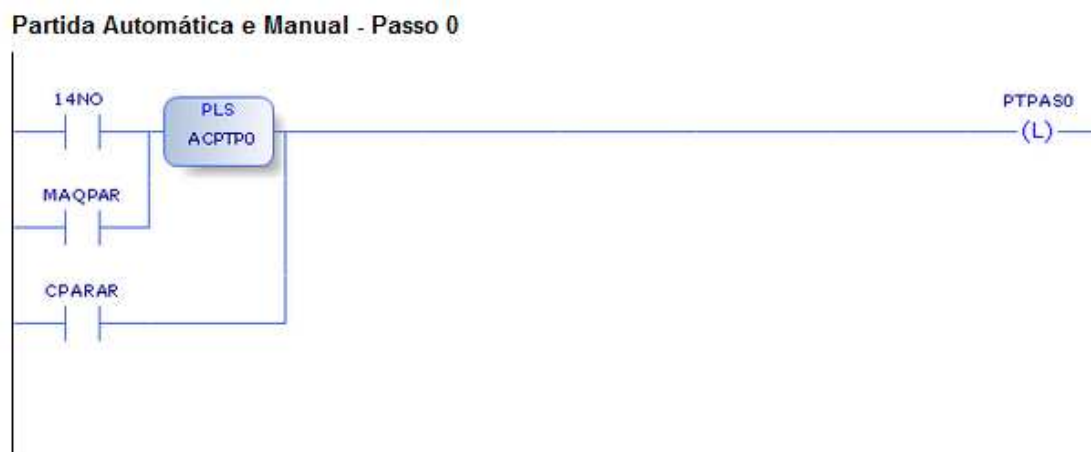 Partida Automática e Manual - Passo 0
14NO
PLS
ACPTP0
PTPAS0
(L)
MAQPAR
CPARAR